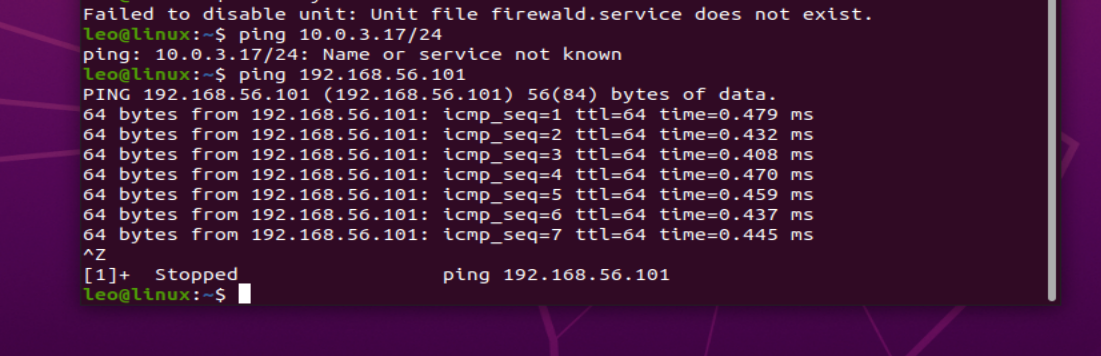 Failed to disable unit: Unit file firewald.service does not exist.
leo@linux:~$ ping 10.0.3.17/24
ping: 10.0.3.17/24: Name or service not known
leo@linux:~$ ping 192.168.56.101
PING 192.168.56.101 (192.168.56.101) 56(84) bytes of data.
64 bytes from 192.168.56.101: icmp_seq=1 ttl=64 time=0.479 ms
64 bytes from 192.168.56.101: icmp_seq=2 ttl=64 time=0.432 ms
64 bytes from 192.168.56.101: icmp_seq=3 ttl=64 time=0.408 ms
64 bytes from 192.168.56.101: icmp_seq=4 ttl=64 time=0.470 ms
64 bytes from 192.168.56.101: icmp_seq=5 ttl=64 time=0.459 ms
64 bytes from 192.168.56.101: icmp_seq=6 ttl=64 time=0.437 ms
64 bytes from 192.168.56.101: icmp_seq=7 ttl=64 time=0.445 ms
^Z
[1]+  Stopped                 ping 192.168.56.101
leo@linux:~$